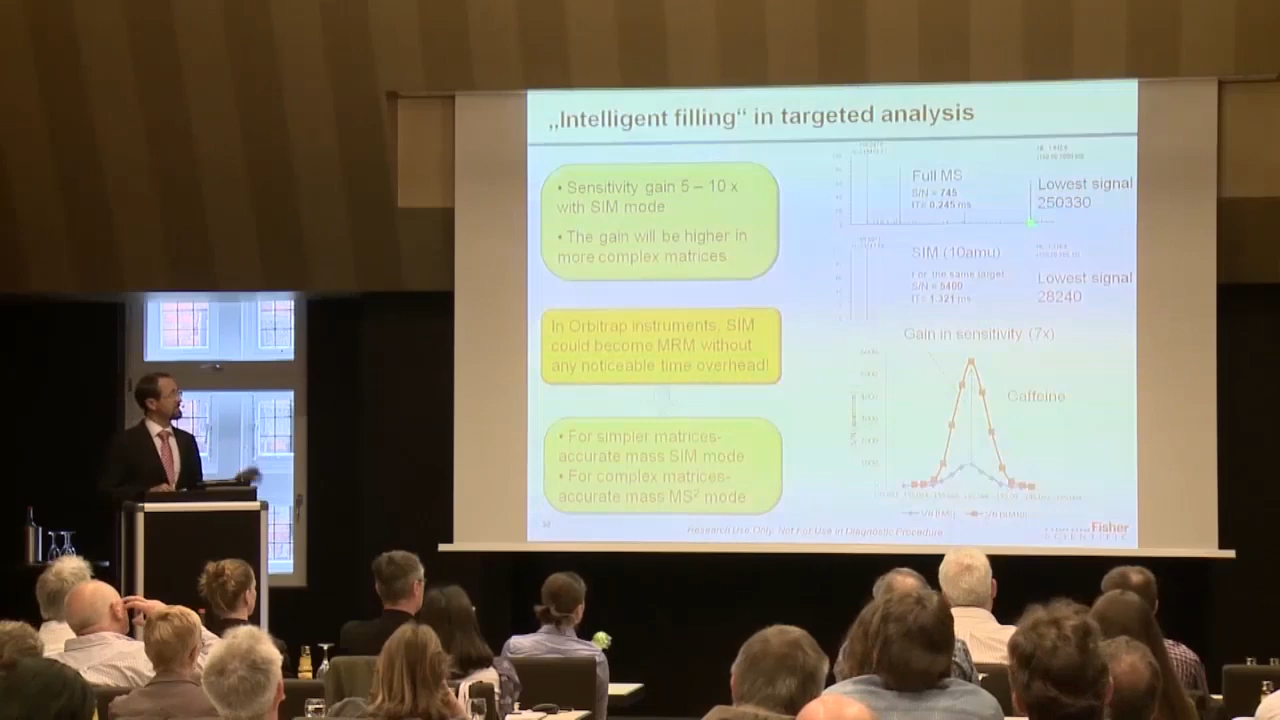 „Intelligent filling“ in targeted analysis
• Sensitivity gain 5 – 10 x
with SIM mode
• The gain will be higher in
more complex matrices
In Orbitrap instruments, SIM
could become MRM without
any noticeable time overhead!
• For simpler matrices-
accurate mass SIM mode
• For complex matrices-
accurate mass MS² mode
Full MS
S/N = 745
IT= 0.245 ms
Lowest signal
250330
SIM (10amu)
For the same target,
S/N = 5400
IT= 1.321 ms
Lowest signal
28240
Gain in sensitivity (7x)
Caffeine
Research Use Only. Not For Use in Diagnostic Procedure
Fisher
SCIENTIFIC